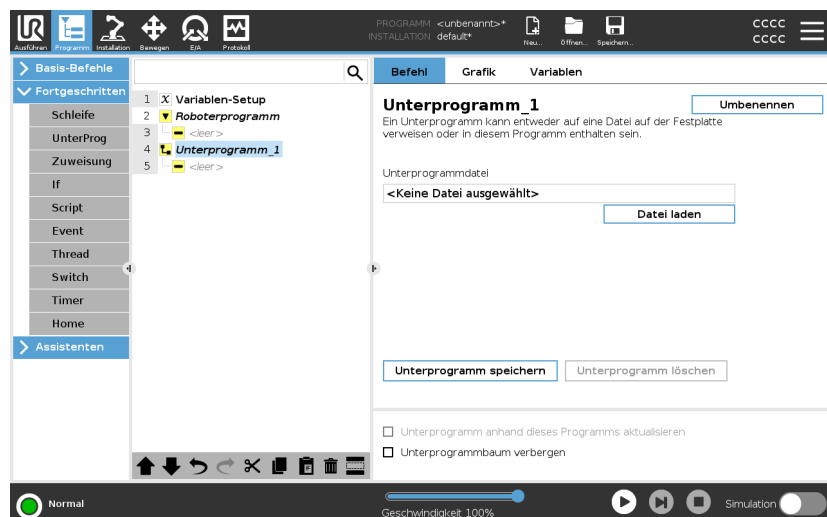 UR
PROGRAMM <unbenannt>*
INSTALLATION default*
CCCC
CCCC
Ausführen Programm Installation Bewegen E/A Protokoll Neu... Öffnen... Speichern...
Basis-Befehle
Fortgeschritten
Schleife
UnterProg
Zuweisung
If
Script
Event
Thread
Switch
Timer
Home
Assistenten
1 X Variablen-Setup
2 Roboterprogramm
3 <leer>
4 Unterprogramm_1
5 <leer>
Befehl Grafik Variablen
Unterprogramm_1
Umbenennen
Ein Unterprogramm kann entweder auf eine Datei auf der Festplatte
verweisen oder in diesem Programm enthalten sein.
Unterprogrammdatei
<Keine Datei ausgewählt>
Datei laden
Unterprogramm speichern
Unterprogramm löschen
Unterprogramm anhand dieses Programms aktualisieren
Unterprogrammbaum verbergen
Normal
Geschwindigkeit 100%
Simulation